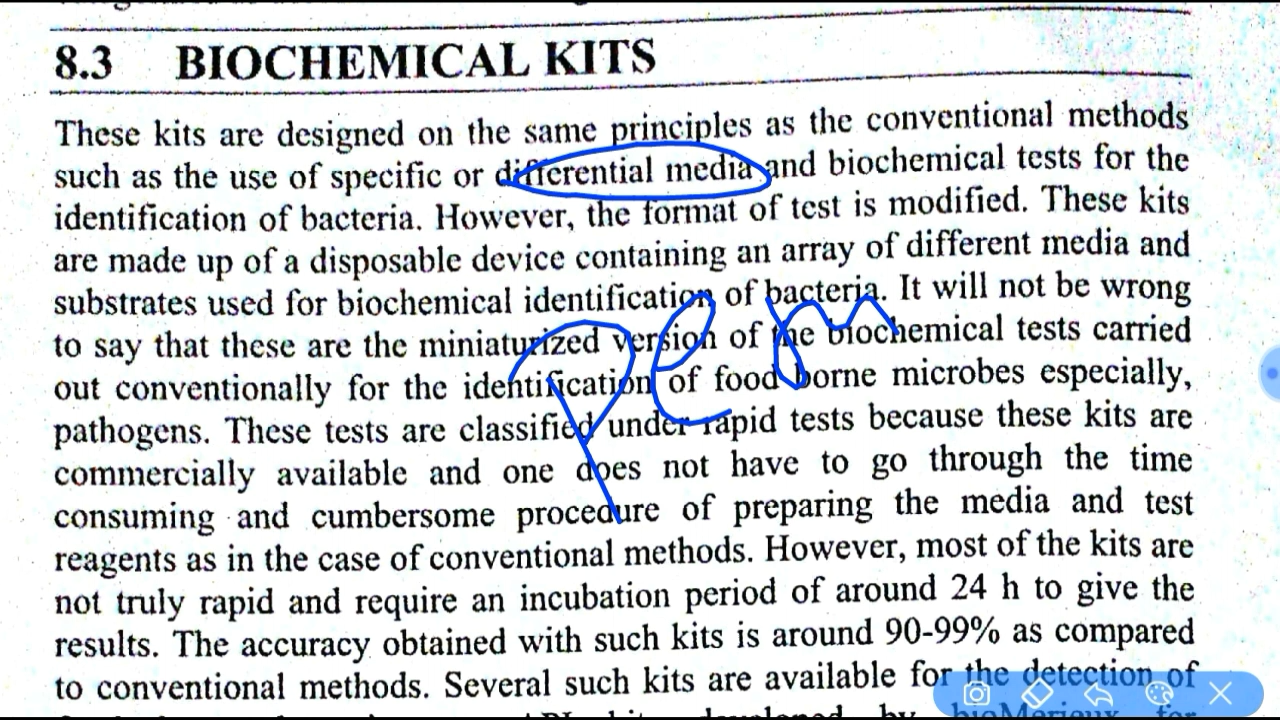 8.3 BIOCHEMICAL KITS
These kits are designed on the same principles as the conventional methods
such as the use of specific or differential media and biochemical tests for the
identification of bacteria. However, the format of test is modified. These kits
are made up of a disposable device containing an array of different media and
substrates used for biochemical identification of bacteria. It will not be wrong
to say that these are the miniaturized version of the biochemical tests carried
out conventionally for the identification of food borne microbes especially,
pathogens. These tests are classified under rapid tests because these kits are
commercially available and one does not have to go through the time
consuming and cumbersome procedure of preparing the media and test
reagents as in the case of conventional methods. However, most of the kits are
not truly rapid and require an incubation period of around 24 h to give the
results. The accuracy obtained with such kits is around 90-99% as compared
to conventional methods. Several such kits are available for the detection of